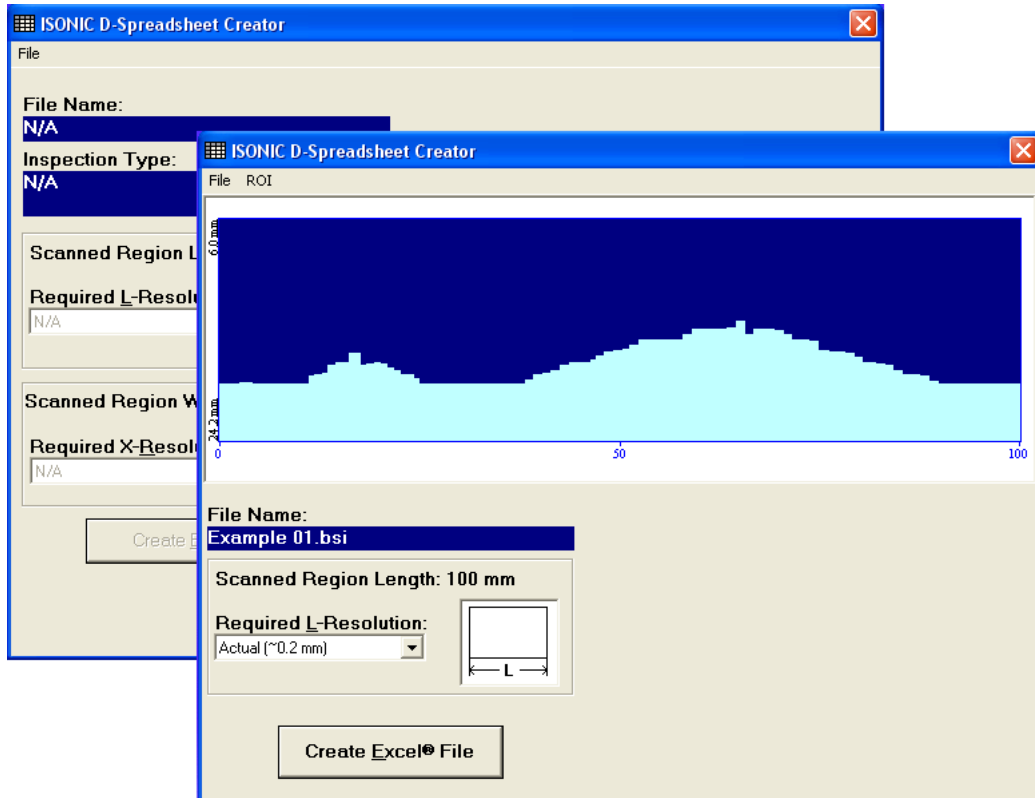 ISONIC D-Spreadsheet Creator
File
File Name:
N/A
Inspection Type:
N/A
Scanned Region L
Required L-Resolu
N/A
Scanned Region W
Required X-Resolu
N/A
Create E
ISONIC D-Spreadsheet Creator
File ROI
6.0 mm
24.2 mm
0 50 100
File Name:
Example 01.bsi
Scanned Region Length: 100 mm
Required L-Resolution:
Actual (~0.2 mm)
L
Create Excel® File